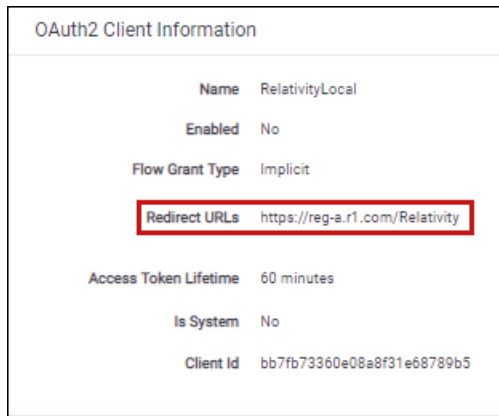 OAuth2 Client Information
Name RelativityLocal
Enabled No
Flow Grant Type Implicit
Redirect URLs https://reg-a.r1.com/Relativity
Access Token Lifetime 60 minutes
Is System No
Client Id bb7fb73360e08a8f31e68789b5